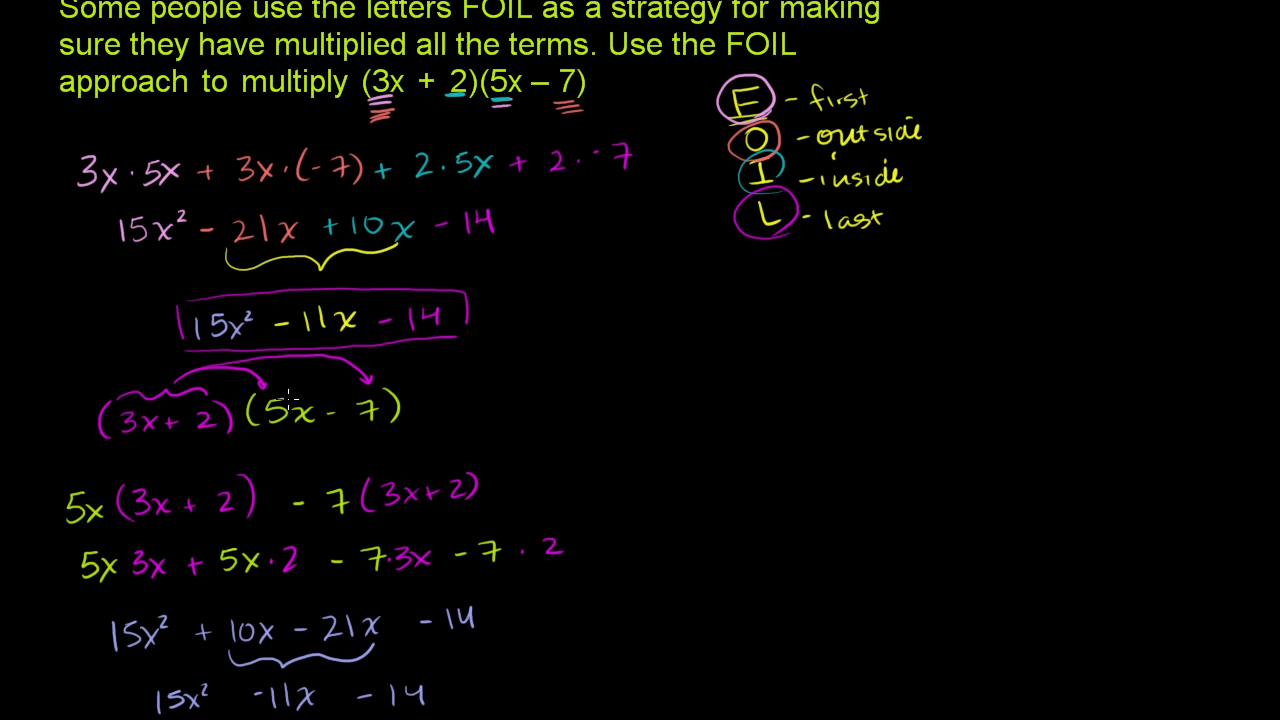 Some people use the letters FOIL as a strategy for making
sure they have multiplied all the terms. Use the FOIL
approach to multiply (3x + 2)(5x – 7)
F - first
O - outside
I - inside
L - last
3x · 5x + 3x · (-7) + 2 · 5x + 2 · -7
15x² - 21x + 10x - 14
15x² - 11x - 14
(3x + 2)(5x - 7)
5x (3x + 2) - 7 (3x + 2)
5x 3x + 5x · 2 - 7 · 3x - 7 · 2
15x² + 10x - 21x - 14
15x² -11x - 14